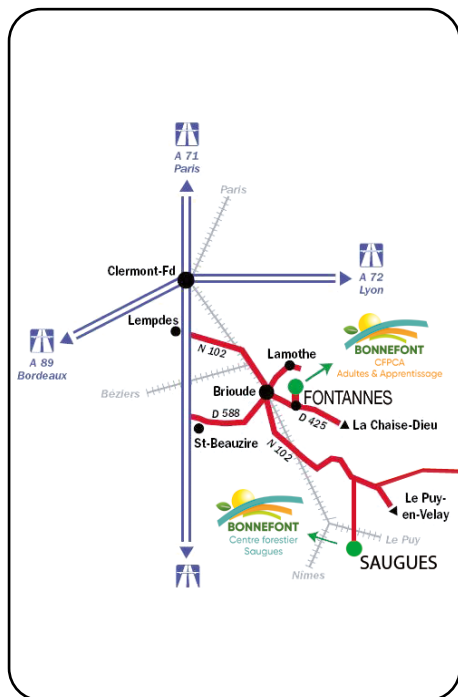 A 71
Paris
Paris
Clermont-Fd
A 72
Lyon
Lempdes
N 102
A 89
Bordeaux
Lamothe
BONNEFONT
CFPCA
Adultes & Apprentissage
Béziers
Brioude
FONTANNES
D 588
D 425
La Chaise-Dieu
St-Beauzire
N 102
Le Puy-
en-Velay
BONNEFONT
Centre forestier
Saugues
Le Puy
SAUGUES
Nîmes